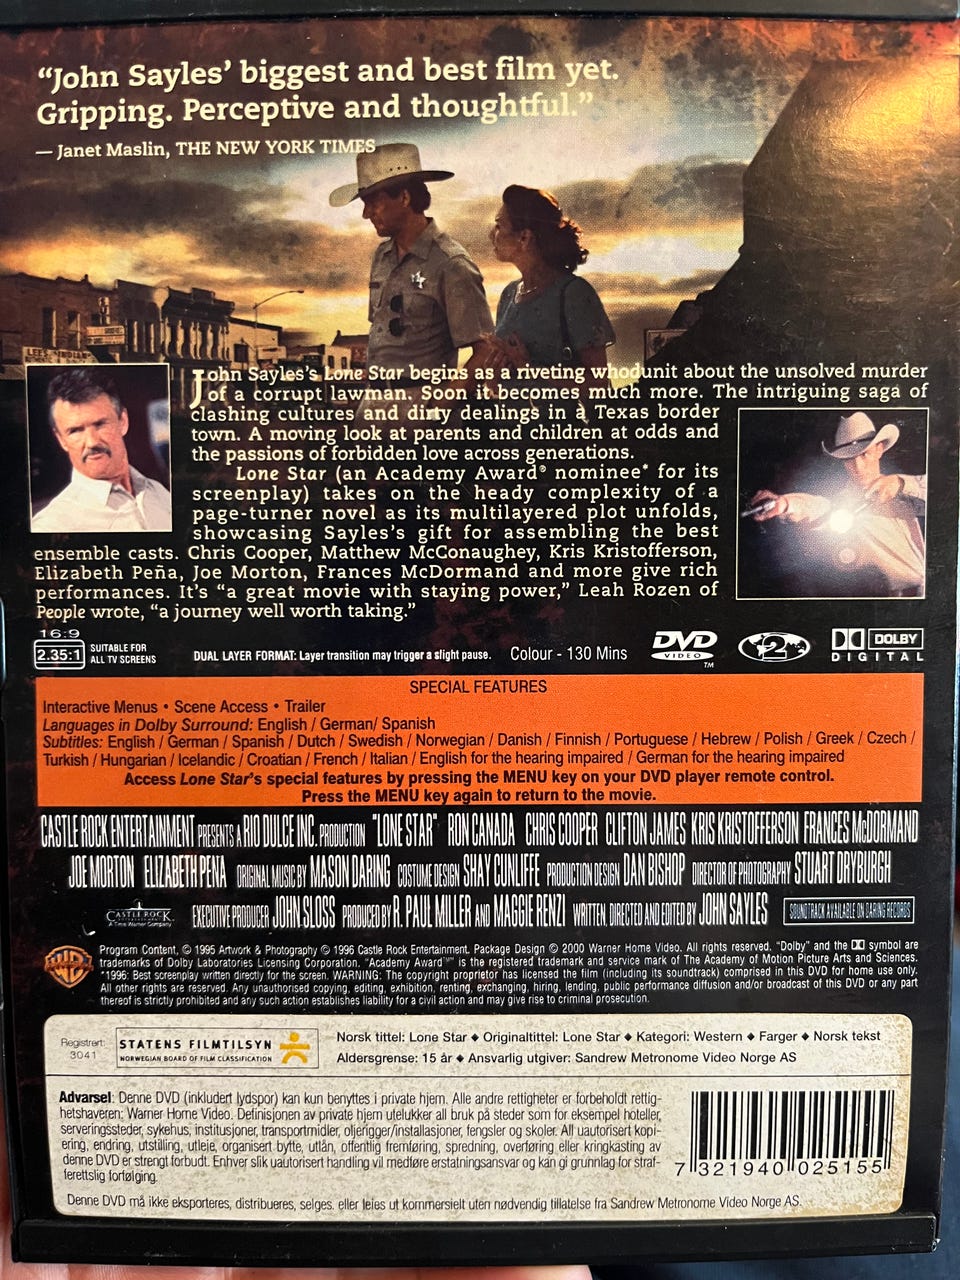 “John Sayles’ biggest and best film yet.
Gripping. Perceptive and thoughtful.”
— Janet Maslin, THE NEW YORK TIMES
LEE'S "INDIAN
John Sayles’s Lone Star begins as a riveting whodunit about the unsolved murder
of a corrupt lawman. Soon it becomes much more. The intriguing saga of
clashing cultures and dirty dealings in a Texas border
town. A moving look at parents and children at odds and
the passions of forbidden love across generations.
Lone Star (an Academy Award® nominee* for its
screenplay) takes on the heady complexity of a
page-turner novel as its multilayered plot unfolds,
showcasing Sayles’s gift for assembling the best
ensemble casts. Chris Cooper, Matthew McConaughey, Kris Kristofferson,
Elizabeth Peña, Joe Morton, Frances McDormand and more give rich
performances. It’s “a great movie with staying power,” Leah Rozen of
People wrote, “a journey well worth taking.”
16:9
2.35:1
SUITABLE FOR
ALL TV SCREENS
DUAL LAYER FORMAT: Layer transition may trigger a slight pause.
Colour - 130 Mins
DVD
VIDEO
TM
2
DOLBY
DIGITAL
SPECIAL FEATURES
Interactive Menus • Scene Access • Trailer
Languages in Dolby Surround: English / German/ Spanish
Subtitles: English / German / Spanish / Dutch / Swedish / Norwegian / Danish / Finnish / Portuguese / Hebrew / Polish / Greek / Czech /
Turkish / Hungarian / Icelandic / Croatian / French / Italian / English for the hearing impaired / German for the hearing impaired
Access Lone Star’s special features by pressing the MENU key on your DVD player remote control.
Press the MENU key again to return to the movie.
CASTLE ROCK ENTERTAINMENT PRESENTS A RIO DULCE INC. PRODUCTION "LONE STAR" RON CANADA CHRIS COOPER CLIFTON JAMES KRIS KRISTOFFERSON FRANCES McDORMAND
JOE MORTON ELIZABETH PEÑA ORIGINAL MUSIC BY MASON DARING COSTUME DESIGN SHAY CUNLIFFE PRODUCTION DESIGN DAN BISHOP DIRECTOR OF PHOTOGRAPHY STUART DRYBURGH
CASTLE ROCK
ENTERTAINMENT
A Time Warner Company
EXECUTIVE PRODUCER JOHN SLOSS PRODUCED BY R. PAUL MILLER AND MAGGIE RENZI WRITTEN, DIRECTED AND EDITED BY JOHN SAYLES
SOUNDTRACK AVAILABLE ON DARING RECORDS
WB
Program Content, © 1995 Artwork & Photography © 1996 Castle Rock Entertainment. Package Design © 2000 Warner Home Video. All rights reserved. "Dolby" and the symbol are
trademarks of Dolby Laboratories Licensing Corporation. "Academy Award"™ is the registered trademark and service mark of The Academy of Motion Picture Arts and Sciences.
*1996: Best screenplay written directly for the screen. WARNING: The copyright proprietor has licensed the film (including its soundtrack) comprised in this DVD for home use only.
All other rights are reserved. Any unauthorised copying, editing, exhibition, renting, exchanging, hiring, lending, public performance diffusion and/or broadcast of this DVD or any part
thereof is strictly prohibited and any such action establishes liability for a civil action and may give rise to criminal prosecution.
Registrert:
3041
STATENS FILMTILSYN
NORWEGIAN BOARD OF FILM CLASSIFICATION
Norsk tittel: Lone Star ◆ Originaltittel: Lone Star ◆ Kategori: Western ◆ Farger ◆ Norsk tekst
Aldersgrense: 15 år ◆ Ansvarlig utgiver: Sandrew Metronome Video Norge AS
Advarsel: Denne DVD (inkludert lydspor) kan kun benyttes i private hjem. Alle andre rettigheter er forbeholdt rettig-
hetshaveren: Warner Home Video. Definisjonen av private hjem utelukker all bruk på steder som for eksempel hoteller,
serveringssteder, sykehus, institusjoner, transportmidler, oljerigger/installasjoner, fengsler og skoler. All uautorisert kopi-
ering, endring, utstilling, utleie, organisert bytte, utlån, offentlig fremføring, spredning, overføring eller kringkasting av
denne DVD er strengt forbudt. Enhver slik uautorisert handling vil medføre erstatningsansvar og kan gi grunnlag for straf-
ferettslig forfølging.
7 321940 025155
Denne DVD må ikke eksporteres, distribueres, selges, eller leies ut kommersielt uten nødvendig tillatelse fra Sandrew Metronome Video Norge AS.